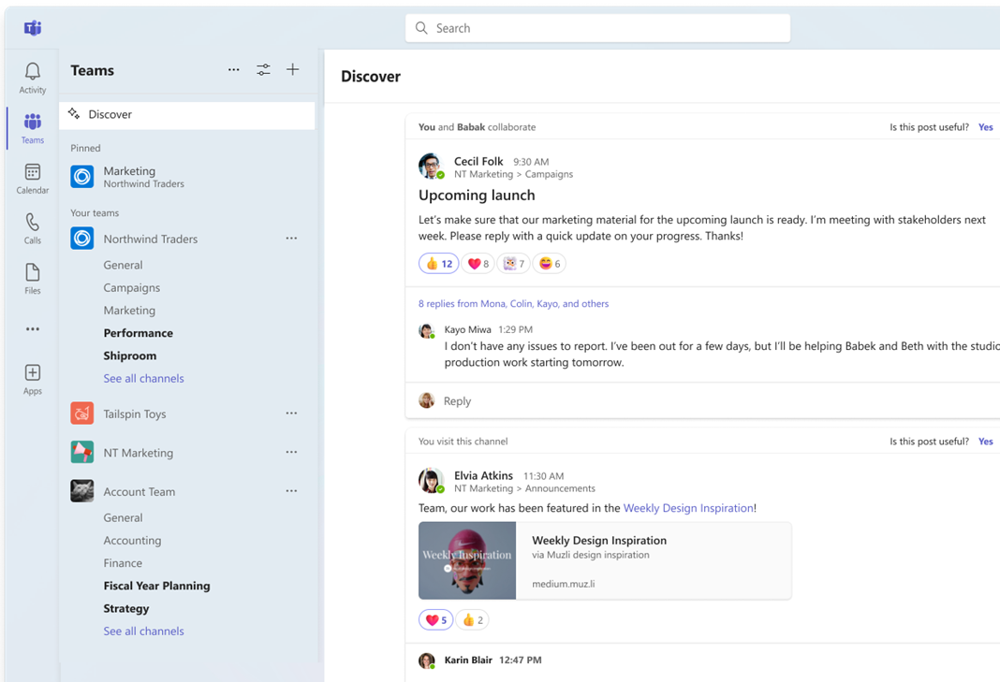 Search
Activity
Teams
Calendar
Calls
Files
Apps
Teams
Discover
Pinned
Marketing
Northwind Traders
Your teams
Northwind Traders
General
Campaigns
Marketing
Performance
Shiproom
See all channels
Tailspin Toys
NT Marketing
Account Team
General
Accounting
Finance
Fiscal Year Planning
Strategy
See all channels
Discover
You and Babak collaborate
Is this post useful? Yes
Cecil Folk 9:30 AM
NT Marketing > Campaigns
Upcoming launch
Let's make sure that our marketing material for the upcoming launch is ready. I'm meeting with stakeholders next
week. Please reply with a quick update on your progress. Thanks!
12 8 7 6
8 replies from Mona, Colin, Kayo, and others
Kayo Miwa 1:29 PM
I don't have any issues to report. I've been out for a few days, but I'll be helping Babek and Beth with the studio
production work starting tomorrow.
Reply
You visit this channel
Is this post useful? Yes
Elvia Atkins 11:30 AM
NT Marketing > Announcements
Team, our work has been featured in the Weekly Design Inspiration!
Weekly Inspiration
Weekly Design Inspiration
via Muzli design inspiration
medium.muz.li
5 2
Karin Blair 12:47 PM